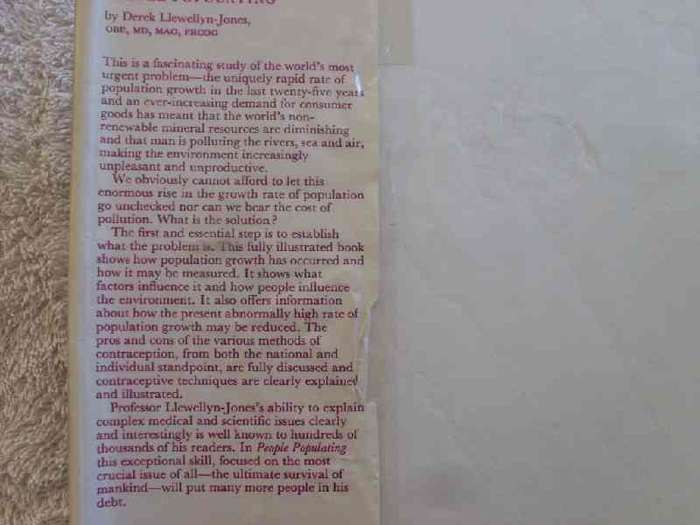 POPULATING
by Derek Llewellyn-Jones,
OBE, MD, MAO, FRCOG
This is a fascinating study of the world's most
urgent problem—the uniquely rapid rate of
population growth in the last twenty-five years
and an ever-increasing demand for consumer
goods has meant that the world's non-
renewable mineral resources are diminishing
and that man is polluting the rivers, sea and air,
making the environment increasingly
unpleasant and unproductive.
We obviously cannot afford to let this
enormous rise in the growth rate of population
go unchecked nor can we bear the cost of
pollution. What is the solution?
The first and essential step is to establish
what the problem is. This fully illustrated book
shows how population growth has occurred and
how it may be measured. It shows what
factors influence it and how people influence
the environment. It also offers information
about how the present abnormally high rate of
population growth may be reduced. The
pros and cons of the various methods of
contraception, from both the national and
individual standpoint, are fully discussed and
contraceptive techniques are clearly explained
and illustrated.
Professor Llewellyn-Jones's ability to explain
complex medical and scientific issues clearly
and interestingly is well known to hundreds of
thousands of his readers. In People Populating
this exceptional skill, focused on the most
crucial issue of all—the ultimate survival of
mankind—will put many more people in his
debt.